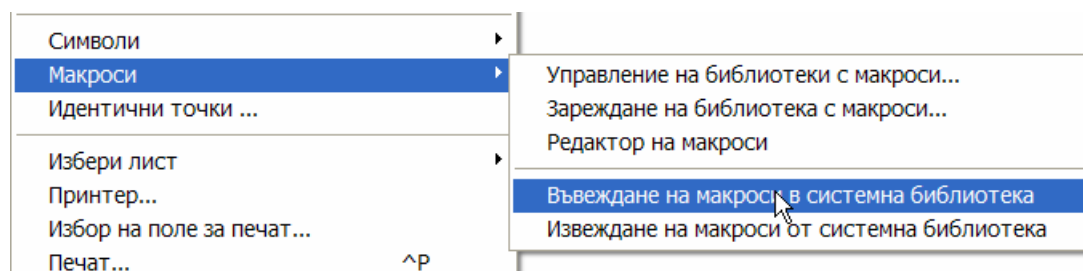 Символи
Макроси
Идентични точки ...
Избери лист
Принтер...
Избор на поле за печат...
Печат... ^P
Управление на библиотеки с макроси...
Зареждане на библиотека с макроси...
Редактор на макроси
Въвеждане на макроси в системна библиотека
Извеждане на макроси от системна библиотека